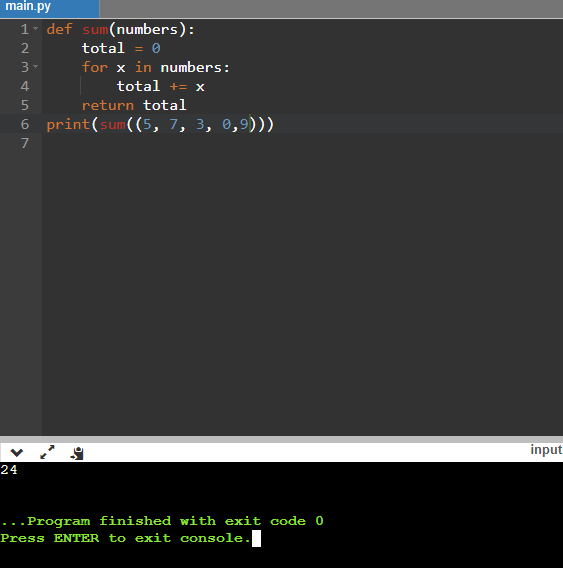 main.py
1 def sum(numbers):
2     total = 0
3     for x in numbers:
4         total += x
5     return total
6 print(sum((5, 7, 3, 0,9)))
7
input
24
...Program finished with exit code 0
Press ENTER to exit console.